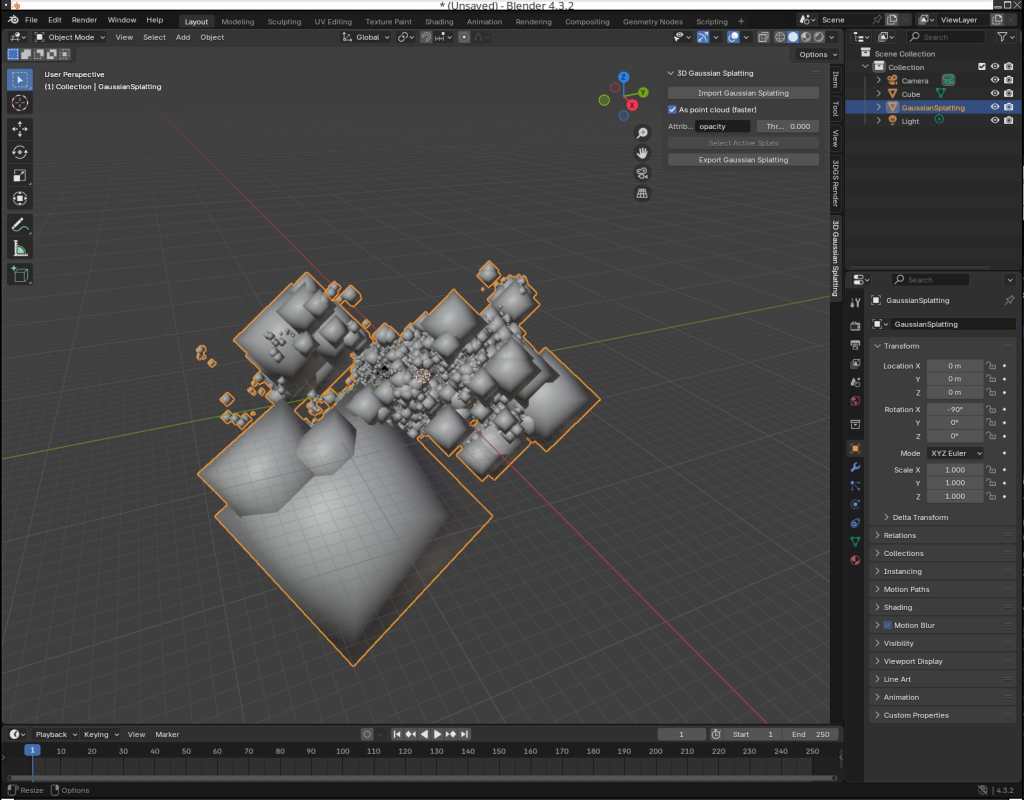 * (Unsaved) - Blender 4.3.2
File Edit Render Window Help Layout Modeling Sculpting UV Editing Texture Paint Shading Animation Rendering Compositing Geometry Nodes Scripting + Scene ViewLayer
Object Mode View Select Add Object Global Search
Options
User Perspective
(1) Collection | GaussianSplatting
Z
Y
X
3D Gaussian Splatting
Import Gaussian Splatting
As point cloud (faster)
Attrib... opacity Thr... 0.000
Select Active Splats
Export Gaussian Splatting
Item
Tool
View
3DGS Render
3D Gaussian Splatting
Scene Collection
Collection
Camera
Cube
GaussianSplatting
Light
Search
GaussianSplatting
GaussianSplatting
Transform
Location X 0 m
Y 0 m
Z 0 m
Rotation X -90°
Y 0°
Z 0°
Mode XYZ Euler
Scale X 1.000
Y 1.000
Z 1.000
Delta Transform
Relations
Collections
Instancing
Motion Paths
Shading
Motion Blur
Visibility
Viewport Display
Line Art
Animation
Custom Properties
Playback Keying View Marker 1 Start 1 End 250
1 10 20 30 40 50 60 70 80 90 100 110 120 130 140 150 160 170 180 190 200 210 220 230 240 250
Resize Options 4.3.2